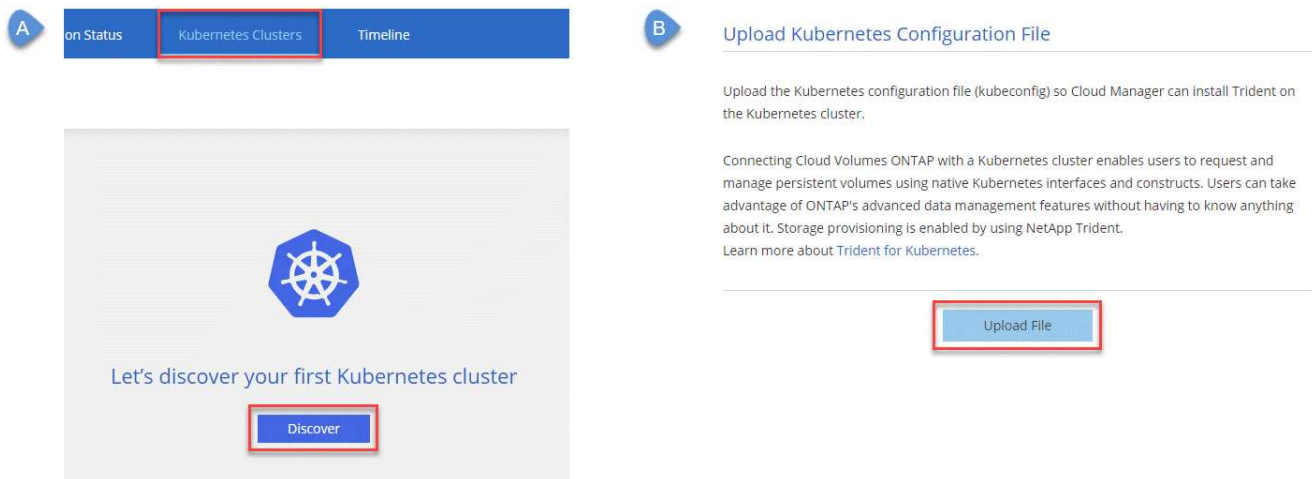 A
on Status
Kubernetes Clusters
Timeline
Let's discover your first Kubernetes cluster
Discover
B
Upload Kubernetes Configuration File
Upload the Kubernetes configuration file (kubeconfig) so Cloud Manager can install Trident on
the Kubernetes cluster.
Connecting Cloud Volumes ONTAP with a Kubernetes cluster enables users to request and
manage persistent volumes using native Kubernetes interfaces and constructs. Users can take
advantage of ONTAP's advanced data management features without having to know anything
about it. Storage provisioning is enabled by using NetApp Trident.
Learn more about Trident for Kubernetes.
Upload File